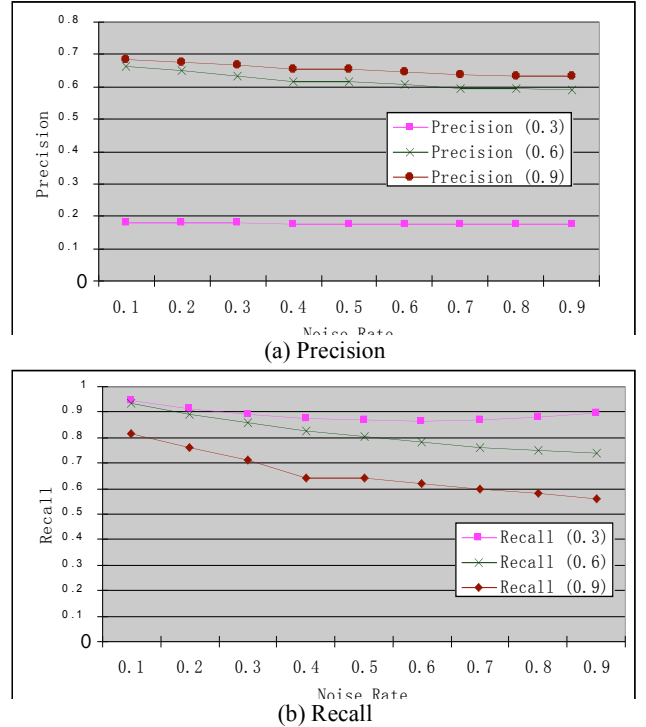 0.8
0.7
0.6
0.5
0.4
0.3
0.2
0.1
0
Precision
Precision (0.3)
Precision (0.6)
Precision (0.9)
0.1 0.2 0.3 0.4 0.5 0.6 0.7 0.8 0.9
Noise Rate
(a) Precision
1
0.9
0.8
0.7
0.6
0.5
0.4
0.3
0.2
0.1
0
Recall
Recall (0.3)
Recall (0.6)
Recall (0.9)
0.1 0.2 0.3 0.4 0.5 0.6 0.7 0.8 0.9
Noise Rate
(b) Recall